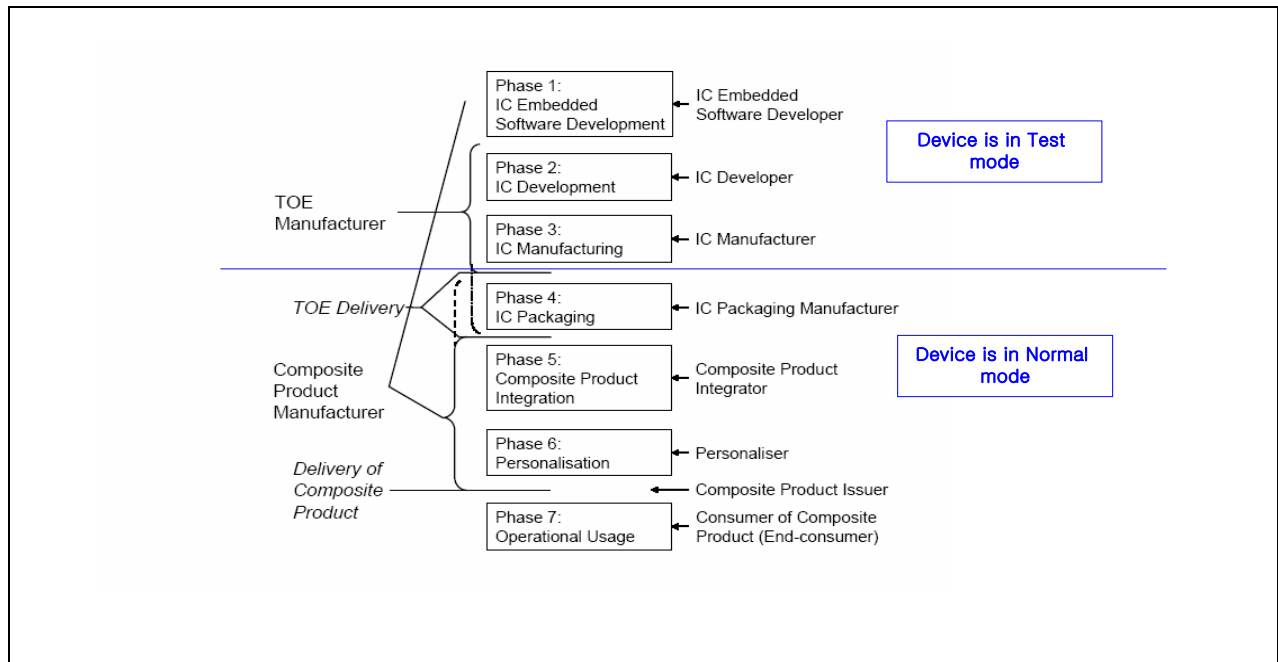 Phase 1:
IC Embedded
Software Development
IC Embedded
Software Developer
Device is in Test
mode
Phase 2:
IC Development
IC Developer
TOE
Manufacturer
Phase 3:
IC Manufacturing
IC Manufacturer
TOE Delivery
Phase 4:
IC Packaging
IC Packaging Manufacturer
Device is in Normal
mode
Composite
Product
Manufacturer
Phase 5:
Composite Product
Integration
Composite Product
Integrator
Phase 6:
Personalisation
Personaliser
Delivery of
Composite
Product
Composite Product Issuer
Phase 7:
Operational Usage
Consumer of Composite
Product (End-consumer)